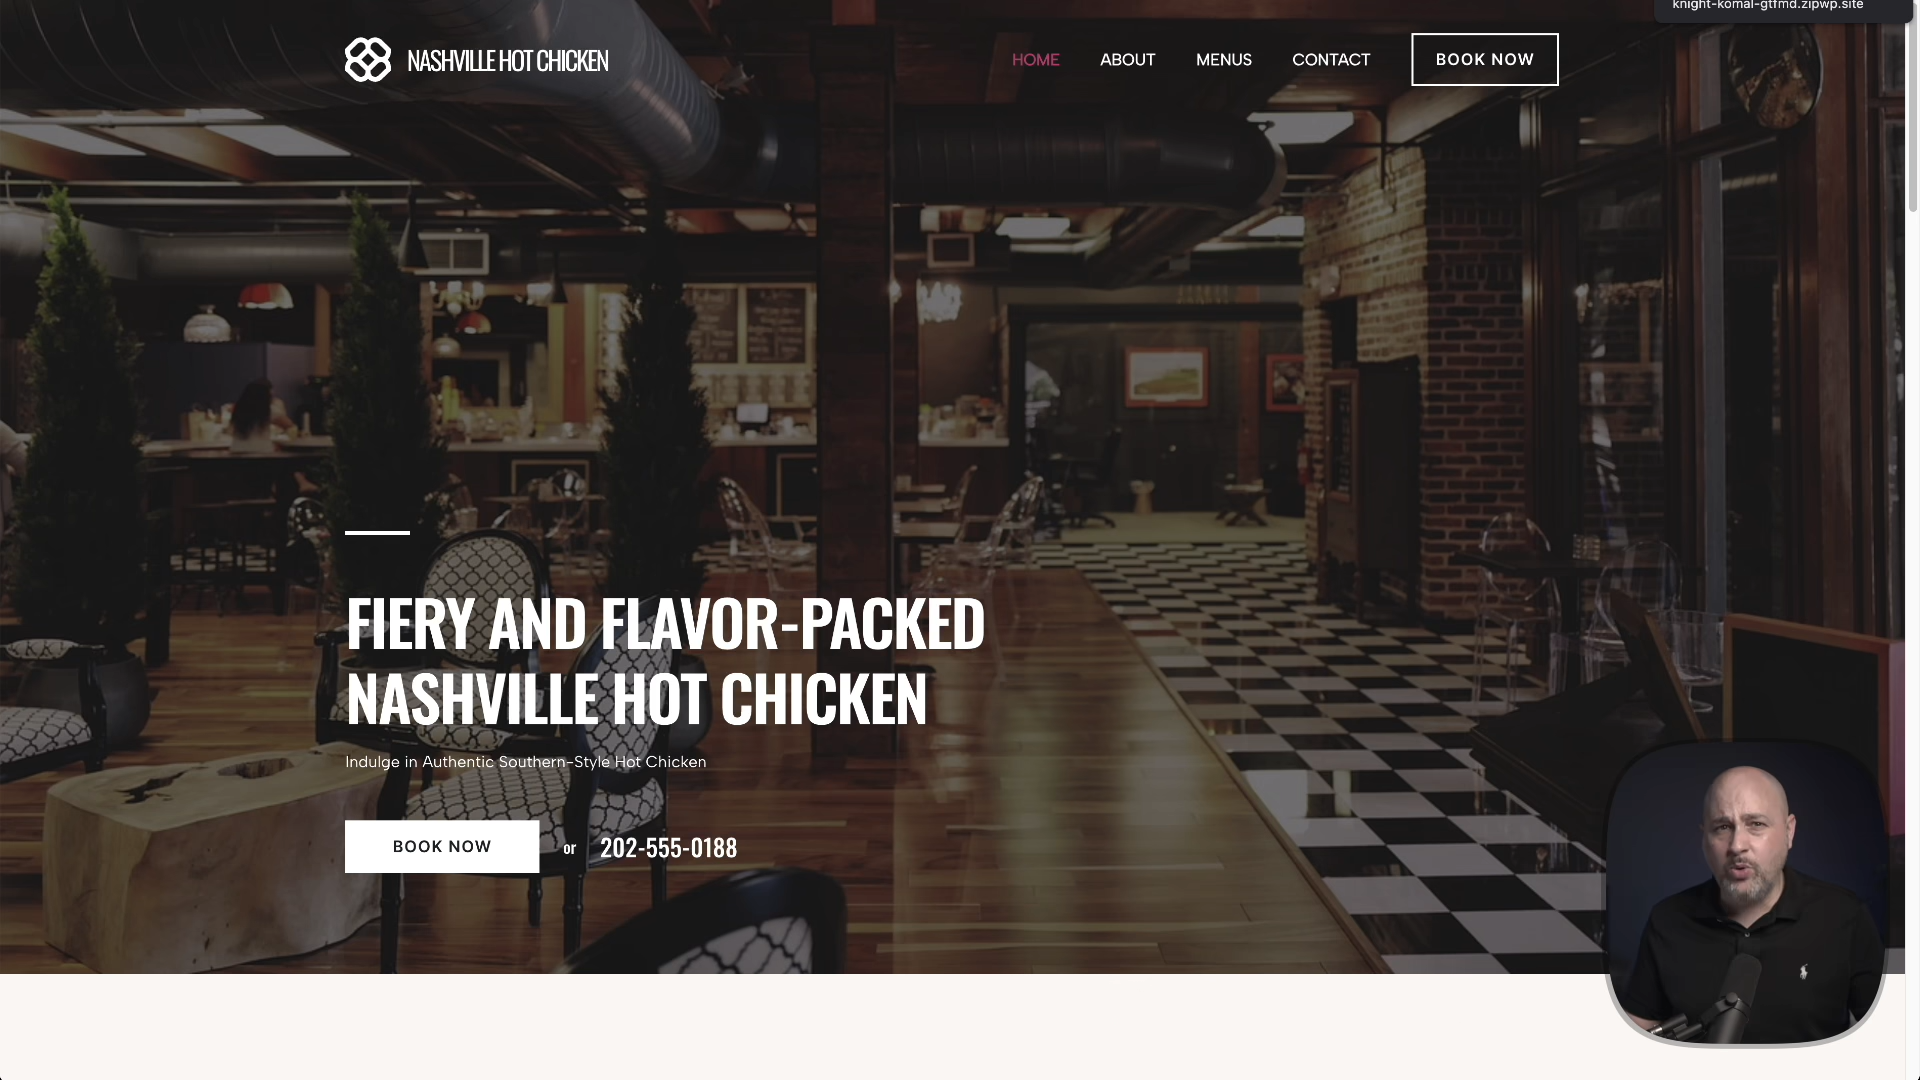 knight-komal-gtfmd.zipwp.site
NASHVILLE HOT CHICKEN
HOME
ABOUT
MENUS
CONTACT
BOOK NOW
FIERY AND FLAVOR-PACKED
NASHVILLE HOT CHICKEN
Indulge in Authentic Southern-Style Hot Chicken
BOOK NOW
or
202-555-0188